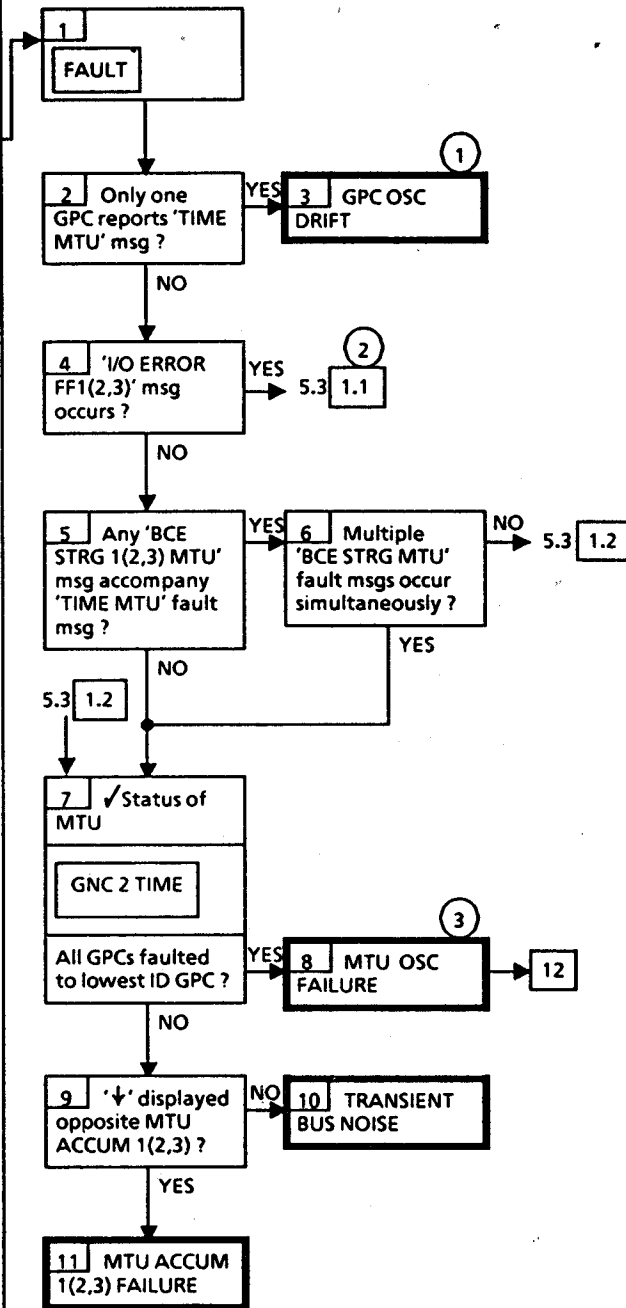 1
FAULT
1
2 Only one
GPC reports 'TIME
MTU' msg ?
YES
3 GPC OSC
DRIFT
NO
2
4 'I/O ERROR
FF1(2,3)' msg
occurs ?
YES
5.3 1.1
NO
5 Any 'BCE
STRG 1(2,3) MTU'
msg accompany
'TIME MTU' fault
msg ?
YES
6 Multiple
'BCE STRG MTU'
fault msgs occur
simultaneously ?
NO
5.3 1.2
YES
NO
5.3 1.2
7 ✓Status of
MTU
GNC 2 TIME
3
All GPCs faulted
to lowest ID GPC ?
YES
8 MTU OSC
FAILURE
12
NO
9 '↓' displayed
opposite MTU
ACCUM 1(2,3) ?
NO
10 TRANSIENT
BUS NOISE
YES
11 MTU ACCUM
1(2,3) FAILURE